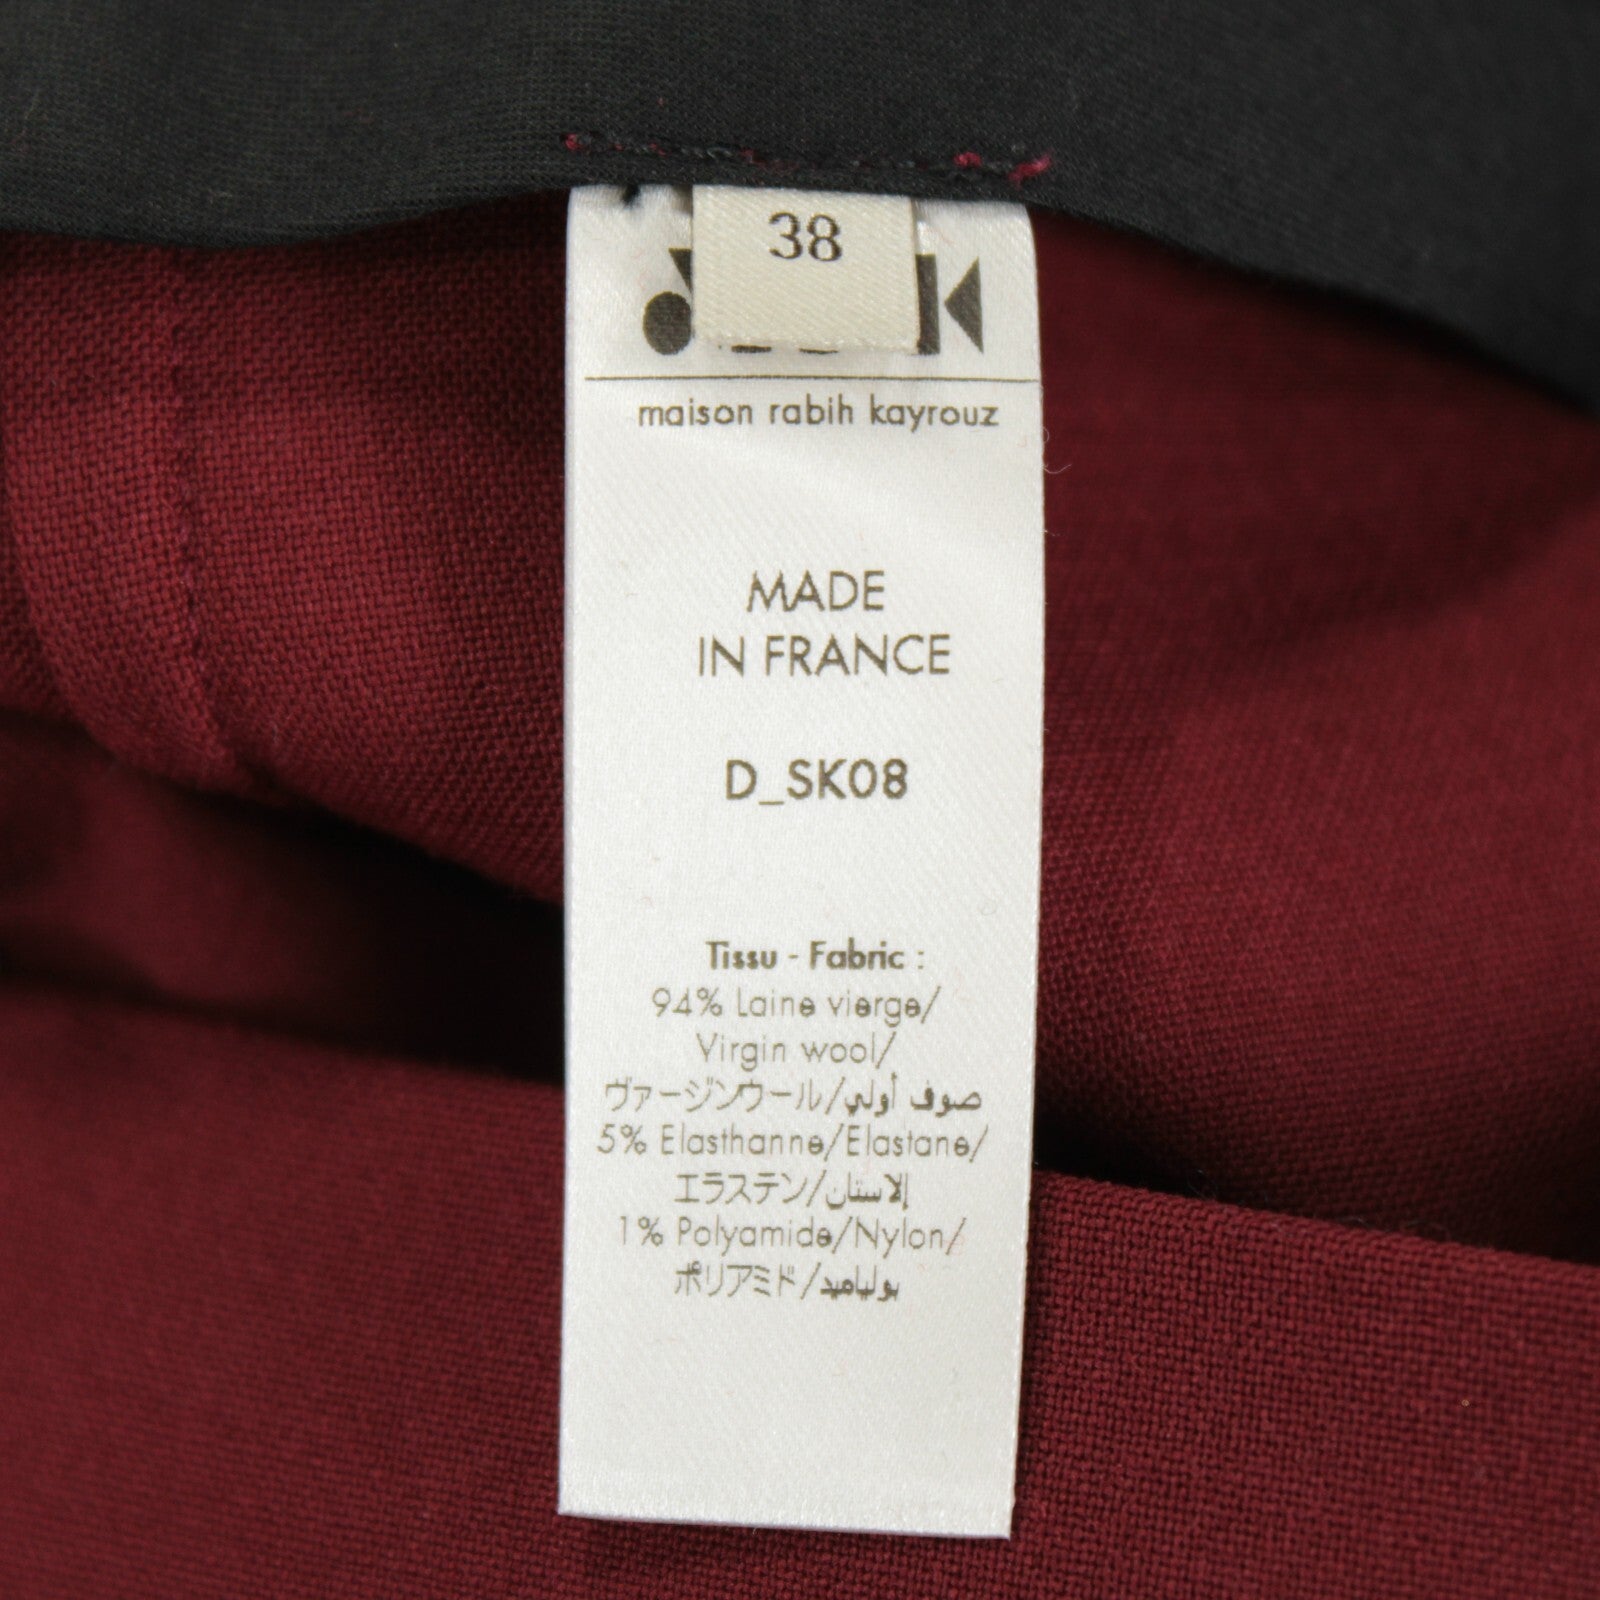 38
maison rabih kayrouz
MADE
IN FRANCE
D_SK08
Tissu - Fabric :
94% Laine vierge/
Virgin wool/
ヴァージンウール/صوف أولي
5% Elasthanne/Elastane/
エラステン/إلاستان
1% Polyamide/Nylon/
ポリアミド/بولياميد